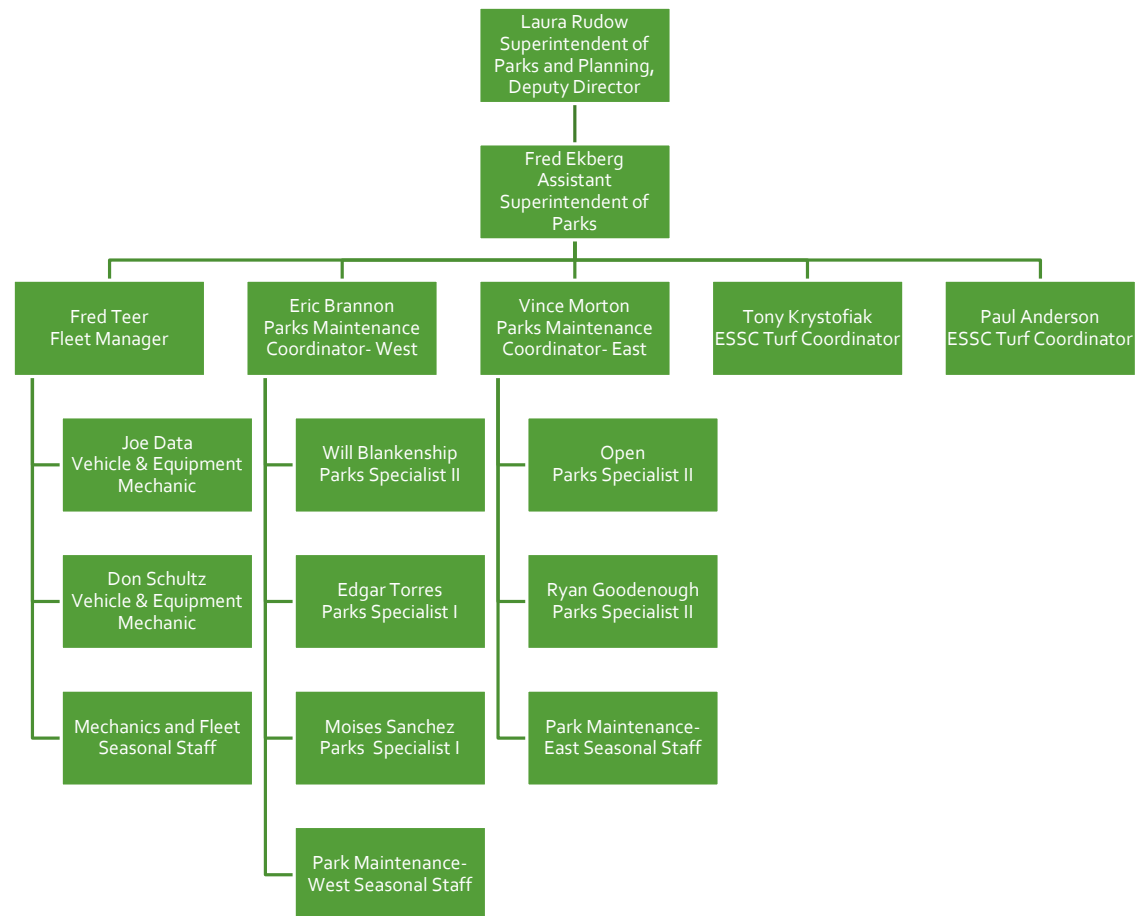 Laura Rudow
Superintendent of
Parks and Planning,
Deputy Director
Fred Ekberg
Assistant
Superintendent of
Parks
Fred Teer
Fleet Manager
Eric Brannon
Parks Maintenance
Coordinator- West
Vince Morton
Parks Maintenance
Coordinator- East
Tony Krystofiak
ESSC Turf Coordinator
Paul Anderson
ESSC Turf Coordinator
Joe Data
Vehicle & Equipment
Mechanic
Will Blankenship
Parks Specialist II
Open
Parks Specialist II
Don Schultz
Vehicle & Equipment
Mechanic
Edgar Torres
Parks Specialist I
Ryan Goodenough
Parks Specialist II
Mechanics and Fleet
Seasonal Staff
Moises Sanchez
Parks  Specialist I
Park Maintenance-
East Seasonal Staff
Park Maintenance-
West Seasonal Staff